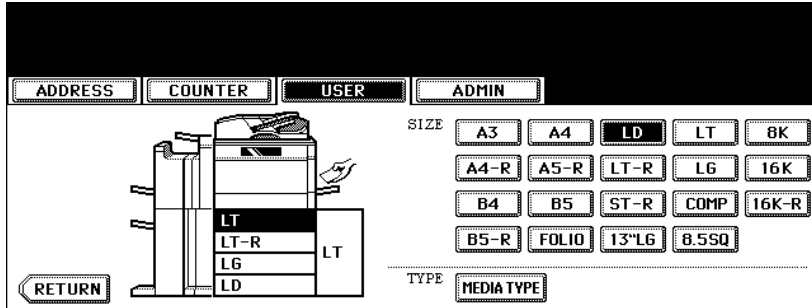 ADDRESS COUNTER USER ADMIN
SIZE A3 A4 LD LT 8K
A4-R A5-R LT-R LG 16K
B4 B5 ST-R COMP 16K-R
B5-R FOLIO 13"LG 8.5SQ
LT
LT-R
LG
LD
LT
TYPE MEDIA TYPE
RETURN